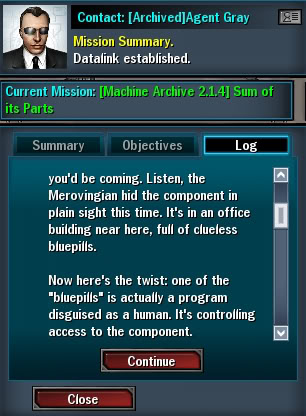 Contact: [Archived]Agent Gray
Mission Summary.
Datalink established.
Current Mission: [Machine Archive 2.1.4] Sum of
its Parts
Summary
Objectives
Log
you'd be coming. Listen, the
Merovingian hid the component in
plain sight this time. It's in an office
building near here, full of clueless
bluepills.
Now here's the twist: one of the
"bluepills" is actually a program
disguised as a human. It's controlling
access to the component.
Continue
Close